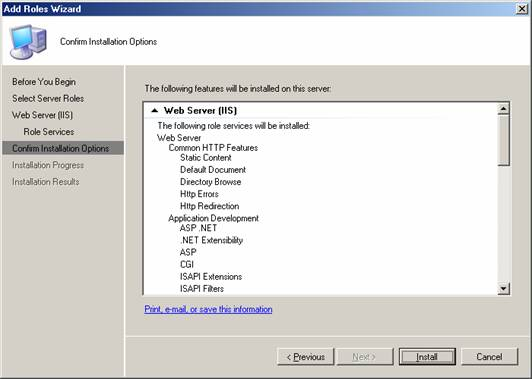 Add Roles Wizard
Confirm Installation Options
Before You Begin
Select Server Roles
Web Server (IIS)
Role Services
Confirm Installation Options
Installation Progress
Installation Results
The following features will be installed on this server:
Web Server (IIS)
The following role services will be installed:
Web Server
Common HTTP Features
Static Content
Default Document
Directory Browse
Http Errors
Http Redirection
Application Development
ASP .NET
.NET Extensibility
ASP
CGI
ISAPI Extensions
ISAPI Filters
Print, e-mail, or save this information
< Previous
Next >
Install
Cancel